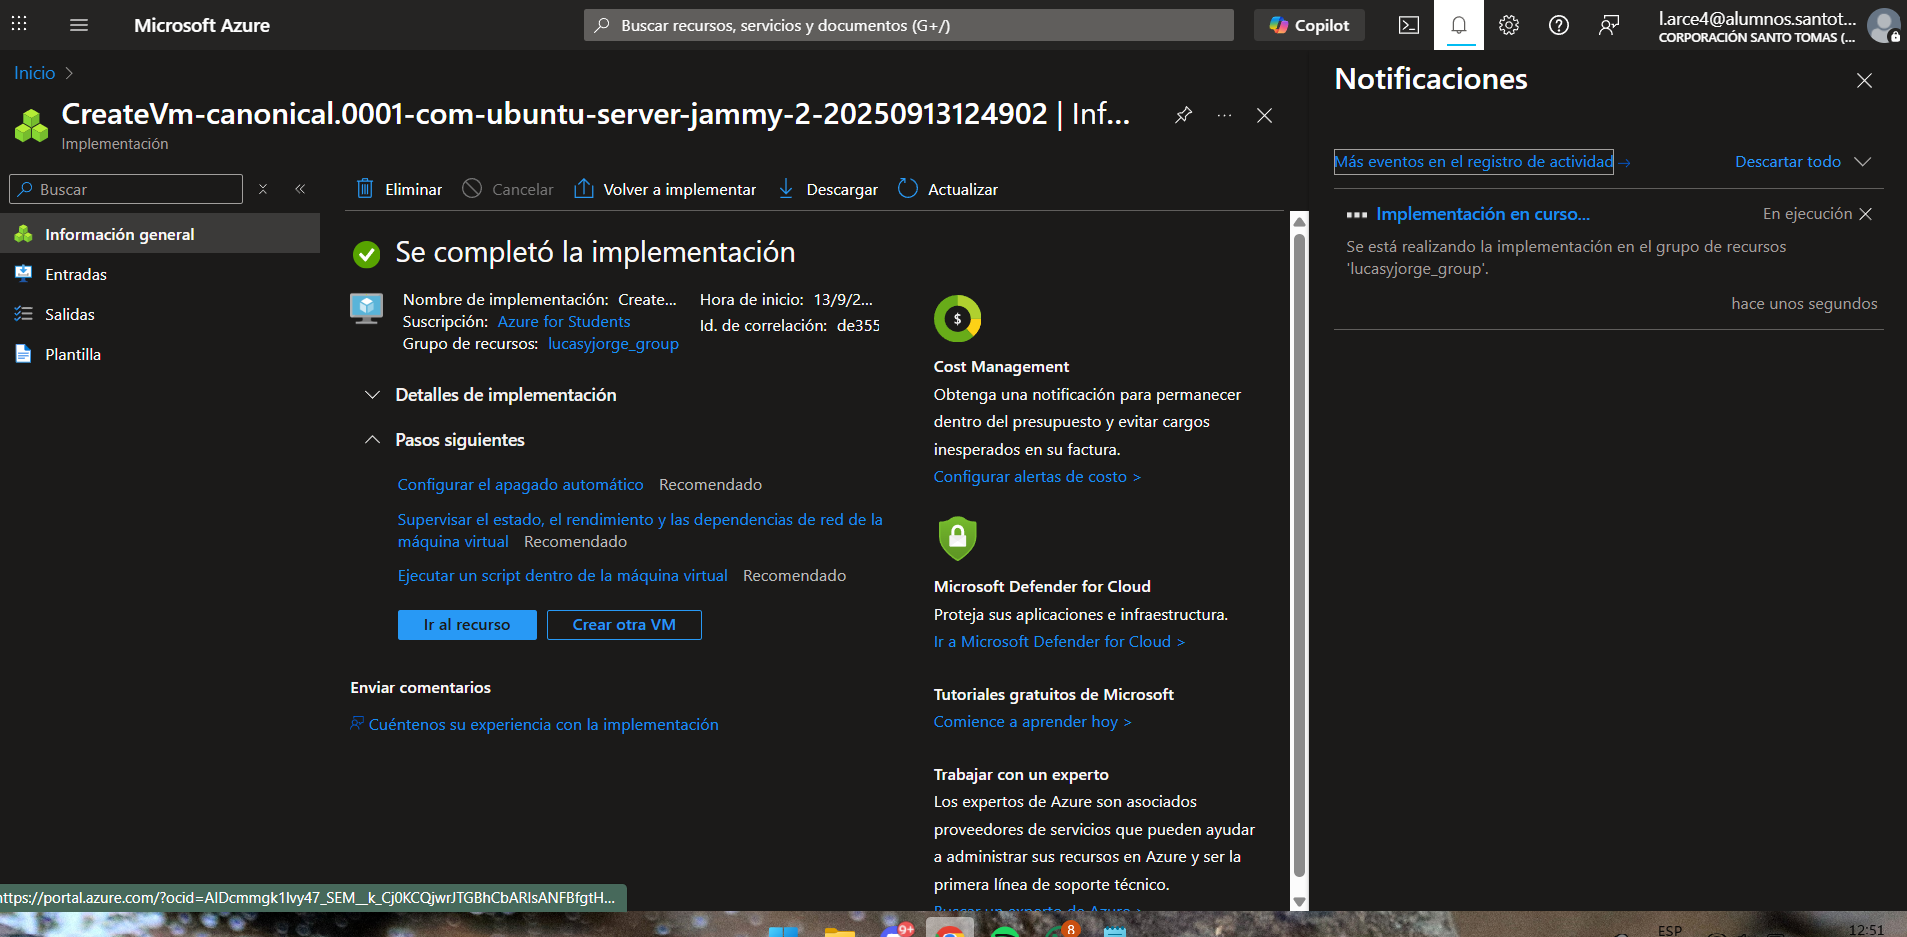 Microsoft Azure
Buscar recursos, servicios y documentos (G+/)
Copilot
l.arce4@alumnos.santot...
CORPORACIÓN SANTO TOMAS (...
Inicio
CreateVm-canonical.0001-com-ubuntu-server-jammy-2-20250913124902 | Inf...
Implementación
Buscar
Información general
Entradas
Salidas
Plantilla
Eliminar
Cancelar
Volver a implementar
Descargar
Actualizar
Se completó la implementación
Nombre de implementación: Create...
Suscripción: Azure for Students
Grupo de recursos: lucasyjorge_group
Hora de inicio: 13/9/2...
Id. de correlación: de355
Detalles de implementación
Pasos siguientes
Configurar el apagado automático Recomendado
Supervisar el estado, el rendimiento y las dependencias de red de la
máquina virtual Recomendado
Ejecutar un script dentro de la máquina virtual Recomendado
Ir al recurso
Crear otra VM
Enviar comentarios
Cuéntenos su experiencia con la implementación
$
Cost Management
Obtenga una notificación para permanecer
dentro del presupuesto y evitar cargos
inesperados en su factura.
Configurar alertas de costo >
Microsoft Defender for Cloud
Proteja sus aplicaciones e infraestructura.
Ir a Microsoft Defender for Cloud >
Tutoriales gratuitos de Microsoft
Comience a aprender hoy >
Trabajar con un experto
Los expertos de Azure son asociados
proveedores de servicios que pueden ayudar
a administrar sus recursos en Azure y ser la
primera línea de soporte técnico.
Buscar un experto de Azure >
Notificaciones
Más eventos en el registro de actividad →
Descartar todo
Implementación en curso...
En ejecución
Se está realizando la implementación en el grupo de recursos
'lucasyjorge_group'.
hace unos segundos
https://portal.azure.com/?ocid=AIDcmmgk1lvy47_SEM__k_Cj0KCQjwrJTGBhCbARIsANFBfgtH...
9+
8
ESP
12:51